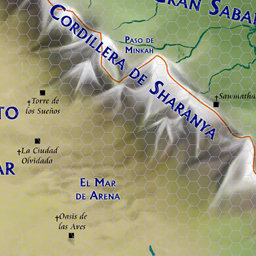 GRAN SABA
CORDILLERA DE SHARANYA
PASO DE
MINKAH
Sawmatha
Torre de
los Sueños
TO
La Ciudad
Olvidado
AR
EL MAR
DE ARENA
Oasis de
las Aves